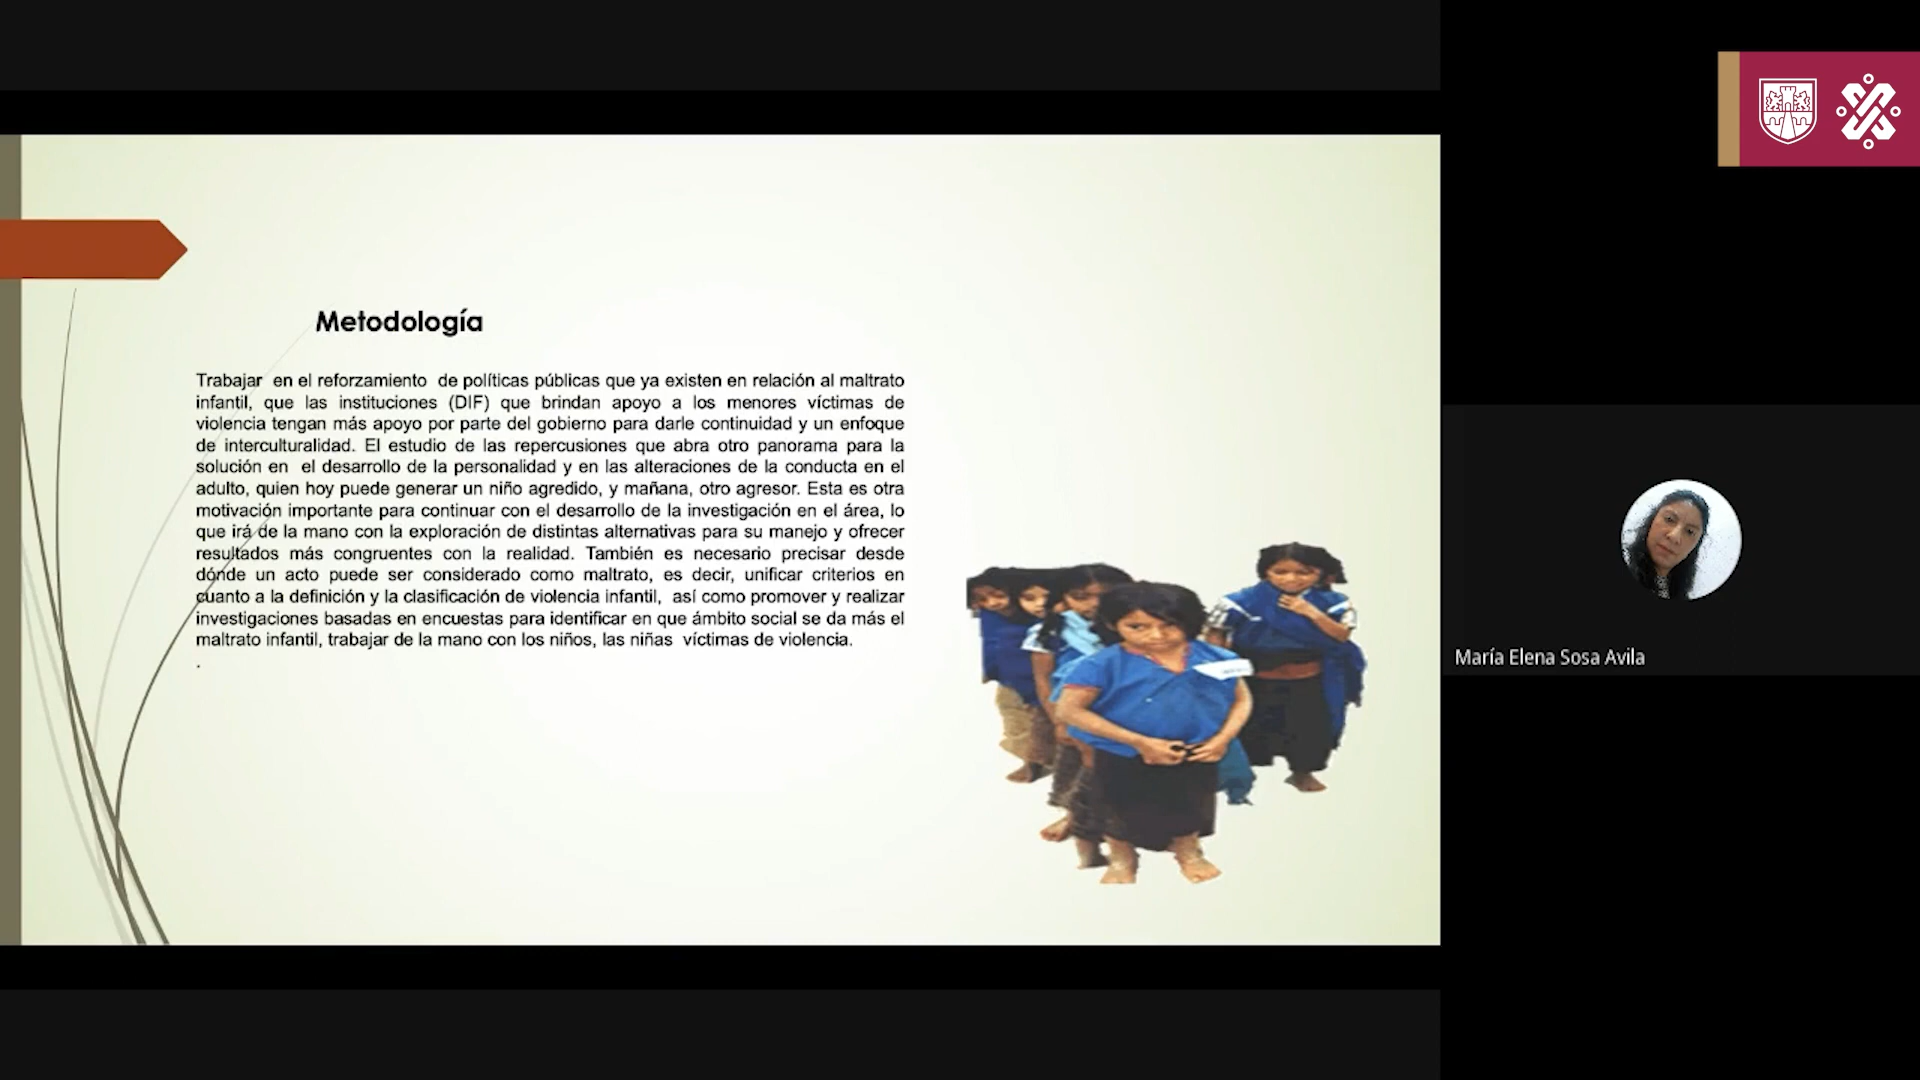 Metodología
Trabajar en el reforzamiento de políticas públicas que ya existen en relación al maltrato
infantil, que las instituciones (DIF) que brindan apoyo a los menores víctimas de
violencia tengan más apoyo por parte del gobierno para darle continuidad y un enfoque
de interculturalidad. El estudio de las repercusiones que abra otro panorama para la
solución en el desarrollo de la personalidad y en las alteraciones de la conducta en el
adulto, quien hoy puede generar un niño agredido, y mañana, otro agresor. Esta es otra
motivación importante para continuar con el desarrollo de la investigación en el área, lo
que irá de la mano con la exploración de distintas alternativas para su manejo y ofrecer
resultados más congruentes con la realidad. También es necesario precisar desde
dónde un acto puede ser considerado como maltrato, es decir, unificar criterios en
cuanto a la definición y la clasificación de violencia infantil, así como promover y realizar
investigaciones basadas en encuestas para identificar en que ámbito social se da más el
maltrato infantil, trabajar de la mano con los niños, las niñas víctimas de violencia.
.
María Elena Sosa Avila